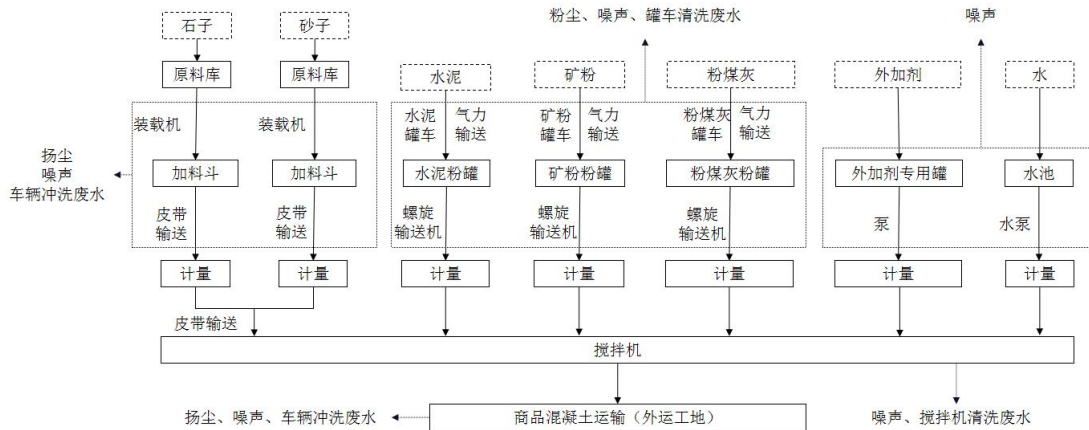 粉尘、噪声、罐车清洗废水
噪声
石子
砂子
水泥
矿粉
粉煤灰
外加剂
水
原料库
原料库
装载机
装载机
水泥
罐车
气力
输送
矿粉
罐车
气力
输送
粉煤灰
罐车
气力
输送
扬尘
噪声
车辆冲洗废水
加料斗
加料斗
水泥粉罐
矿粉粉罐
粉煤灰粉罐
外加剂专用罐
水池
皮带
输送
皮带
输送
螺旋
输送机
螺旋
输送机
螺旋
输送机
泵
水泵
计量
计量
计量
计量
计量
计量
计量
皮带输送
搅拌机
扬尘、噪声、车辆冲洗废水
商品混凝土运输（外运工地）
噪声、搅拌机清洗废水